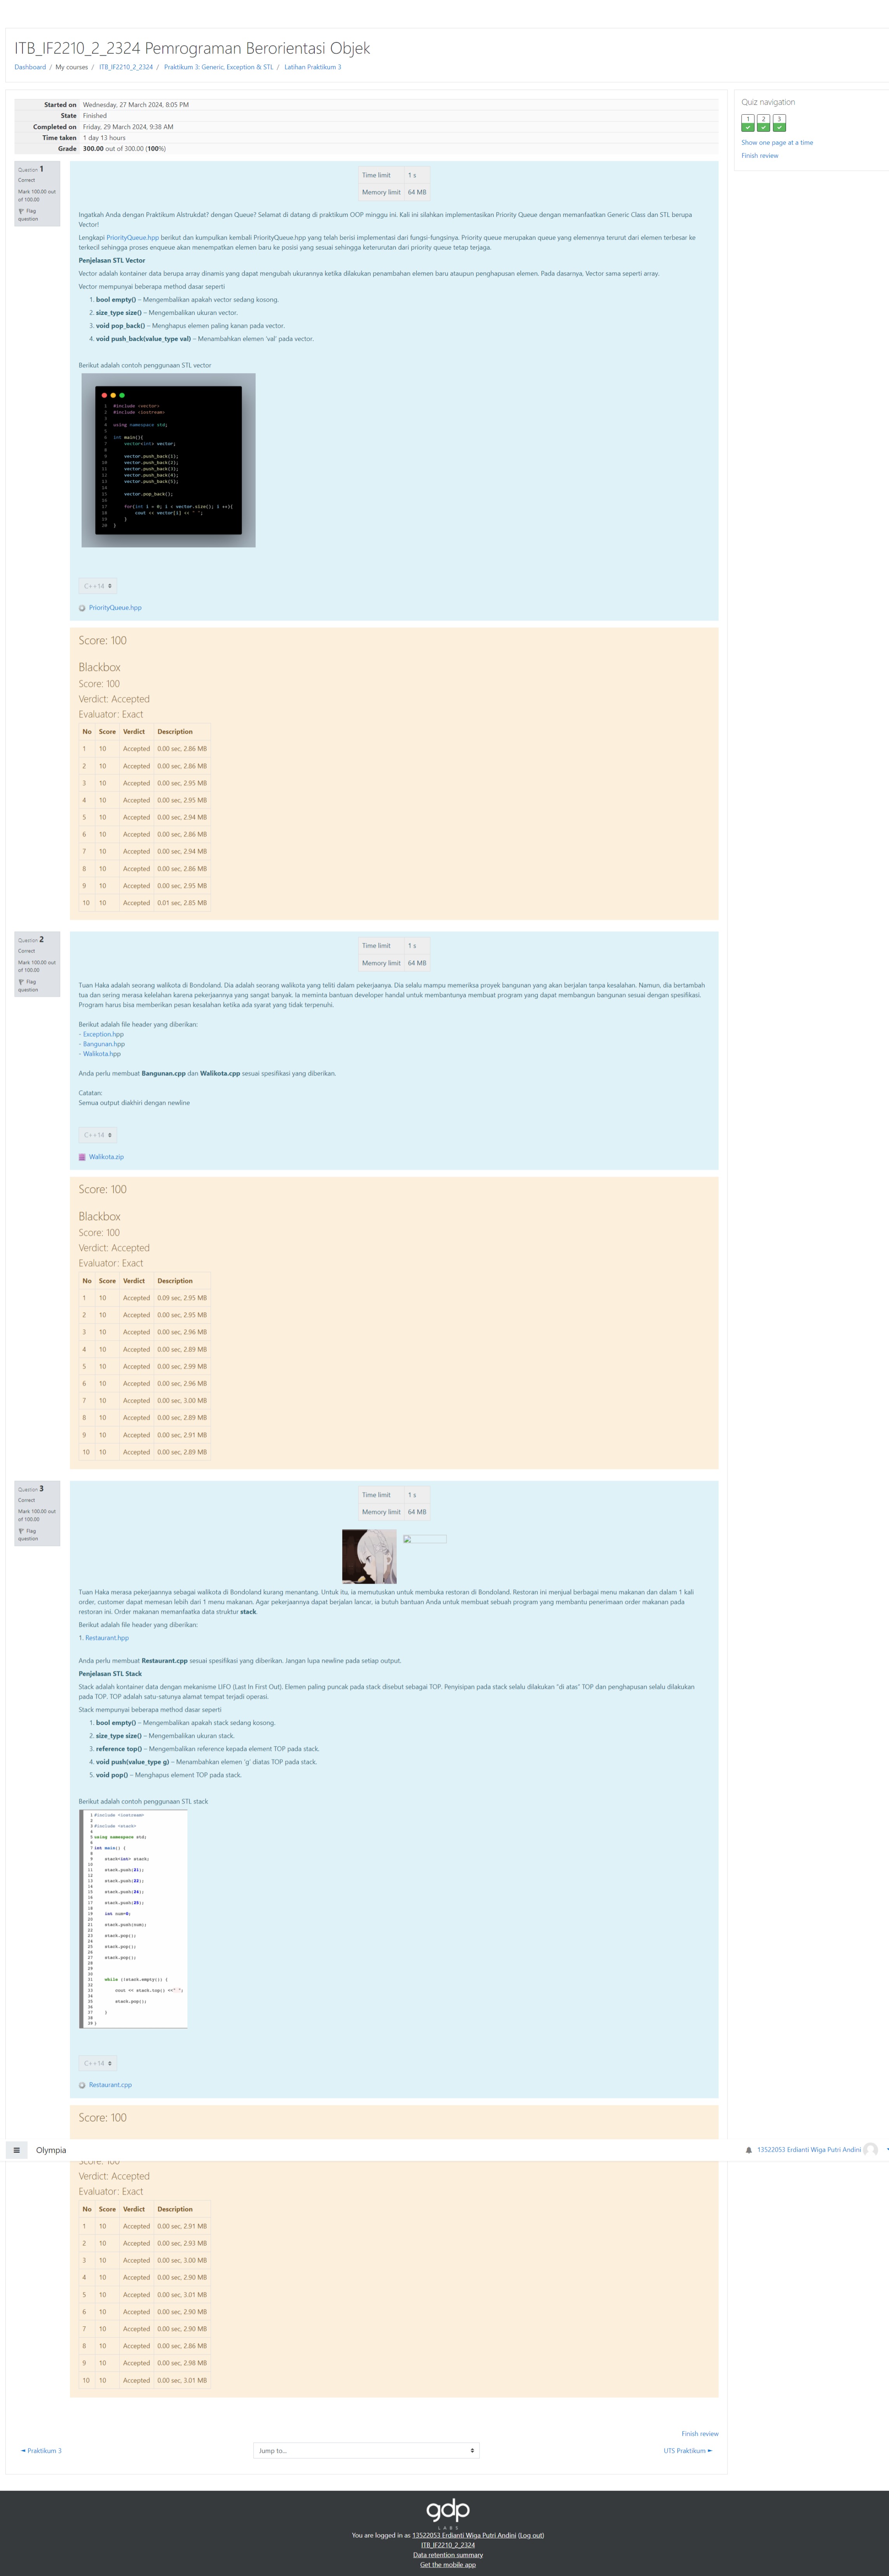 ITB_IF2210_2_2324 Pemrograman Berorientasi Objek
Dashboard / My courses / ITB_IF2210_2_2324 / Praktikum 3: Generic, Exception & STL / Latihan Praktikum 3
Started on Wednesday, 27 March 2024, 8:05 PM
State Finished
Completed on Friday, 29 March 2024, 9:38 AM
Time taken 1 day 13 hours
Grade 300.00 out of 300.00 (100%)
Quiz navigation
1 2 3
Show one page at a time
Finish review
Question 1
Correct
Mark 100.00 out
of 100.00
Flag
question
Time limit 1 s
Memory limit 64 MB
Ingatkah Anda dengan Praktikum Alstrukdat? dengan Queue? Selamat di datang di praktikum OOP minggu ini. Kali ini silahkan implementasikan Priority Queue dengan memanfaatkan Generic Class dan STL berupa
Vector!
Lengkapi PriorityQueue.hpp berikut dan kumpulkan kembali PriorityQueue.hpp yang telah berisi implementasi dari fungsi-fungsinya. Priority queue merupakan queue yang elemennya terurut dari elemen terbesar ke
terkecil sehingga proses enqueue akan menempatkan elemen baru ke posisi yang sesuai sehingga keterurutan dari priority queue tetap terjaga.
Penjelasan STL Vector
Vector adalah kontainer data berupa array dinamis yang dapat mengubah ukurannya ketika dilakukan penambahan elemen baru ataupun penghapusan elemen. Pada dasarnya, Vector sama seperti array.
Vector mempunyai beberapa method dasar seperti
1. bool empty() – Mengembalikan apakah vector sedang kosong.
2. size_type size() – Mengembalikan ukuran vector.
3. void pop_back() – Menghapus elemen paling kanan pada vector.
4. void push_back(value_type val) – Menambahkan elemen 'val' pada vector.
Berikut adalah contoh penggunaan STL vector
1 #include <vector>
2 #include <iostream>
3
4 using namespace std;
5
6 int main(){
7 vector<int> vector;
8
9 vector.push_back(1);
10 vector.push_back(2);
11 vector.push_back(3);
12 vector.push_back(4);
13 vector.push_back(5);
14
15 vector.pop_back();
16
17 for(int i = 0; i < vector.size(); i ++){
18 cout << vector[i] << " ";
19 }
20 }
C++14
PriorityQueue.hpp
Score: 100
Blackbox
Score: 100
Verdict: Accepted
Evaluator: Exact
No Score Verdict Description
1 10 Accepted 0.00 sec, 2.86 MB
2 10 Accepted 0.00 sec, 2.86 MB
3 10 Accepted 0.00 sec, 2.95 MB
4 10 Accepted 0.00 sec, 2.95 MB
5 10 Accepted 0.00 sec, 2.94 MB
6 10 Accepted 0.00 sec, 2.86 MB
7 10 Accepted 0.00 sec, 2.94 MB
8 10 Accepted 0.00 sec, 2.86 MB
9 10 Accepted 0.00 sec, 2.95 MB
10 10 Accepted 0.01 sec, 2.85 MB
Question 2
Correct
Mark 100.00 out
of 100.00
Flag
question
Time limit 1 s
Memory limit 64 MB
Tuan Haka adalah seorang walikota di Bondoland. Dia adalah seorang walikota yang teliti dalam pekerjaanya. Dia selalu mampu memeriksa proyek bangunan yang akan berjalan tanpa kesalahan. Namun, dia bertambah
tua dan sering merasa kelelahan karena pekerjaannya yang sangat banyak. Ia meminta bantuan developer handal untuk membantunya membuat program yang dapat membangun bangunan sesuai dengan spesifikasi.
Program harus bisa memberikan pesan kesalahan ketika ada syarat yang tidak terpenuhi.
Berikut adalah file header yang diberikan:
- Exception.hpp
- Bangunan.hpp
- Walikota.hpp
Anda perlu membuat Bangunan.cpp dan Walikota.cpp sesuai spesifikasi yang diberikan.
Catatan:
Semua output diakhiri dengan newline
C++14
Walikota.zip
Score: 100
Blackbox
Score: 100
Verdict: Accepted
Evaluator: Exact
No Score Verdict Description
1 10 Accepted 0.09 sec, 2.95 MB
2 10 Accepted 0.00 sec, 2.95 MB
3 10 Accepted 0.00 sec, 2.96 MB
4 10 Accepted 0.00 sec, 2.89 MB
5 10 Accepted 0.00 sec, 2.99 MB
6 10 Accepted 0.00 sec, 2.96 MB
7 10 Accepted 0.00 sec, 3.00 MB
8 10 Accepted 0.00 sec, 2.89 MB
9 10 Accepted 0.00 sec, 2.91 MB
10 10 Accepted 0.00 sec, 2.89 MB
Question 3
Correct
Mark 100.00 out
of 100.00
Flag
question
Time limit 1 s
Memory limit 64 MB
Tuan Haka merasa pekerjaannya sebagai walikota di Bondoland kurang menantang. Untuk itu, ia memutuskan untuk membuka restoran di Bondoland. Restoran ini menjual berbagai menu makanan dan dalam 1 kali
order, customer dapat memesan lebih dari 1 menu makanan. Agar pekerjaannya dapat berjalan lancar, ia butuh bantuan Anda untuk membuat sebuah program yang membantu penerimaan order makanan pada
restoran ini. Order makanan memanfaatka data struktur stack.
Berikut adalah file header yang diberikan:
1. Restaurant.hpp
Anda perlu membuat Restaurant.cpp sesuai spesifikasi yang diberikan. Jangan lupa newline pada setiap output.
Penjelasan STL Stack
Stack adalah kontainer data dengan mekanisme LIFO (Last In First Out). Elemen paling puncak pada stack disebut sebagai TOP. Penyisipan pada stack selalu dilakukan "di atas" TOP dan penghapusan selalu dilakukan
pada TOP. TOP adalah satu-satunya alamat tempat terjadi operasi.
Stack mempunyai beberapa method dasar seperti
1. bool empty() – Mengembalikan apakah stack sedang kosong.
2. size_type size() – Mengembalikan ukuran stack.
3. reference top() – Mengembalikan reference kepada element TOP pada stack.
4. void push(value_type g) – Menambahkan elemen 'g' diatas TOP pada stack.
5. void pop() – Menghapus element TOP pada stack.
Berikut adalah contoh penggunaan STL stack
1 #include <iostream>
2
3 #include <stack>
4
5 using namespace std;
6
7 int main() {
8
9 stack<int> stack;
10
11 stack.push(21);
12
13 stack.push(22);
14
15 stack.push(24);
16
17 stack.push(25);
18
19 int num=0;
20
21 stack.push(num);
22
23 stack.pop();
24
25 stack.pop();
26
27 stack.pop();
28
29
30
31 while (!stack.empty()) {
32
33 cout << stack.top() <<" ";
34
35 stack.pop();
36
37 }
38
39 }
C++14
Restaurant.cpp
Score: 100
Olympia
13522053 Erdianti Wiga Putri Andini
Score: 100
Verdict: Accepted
Evaluator: Exact
No Score Verdict Description
1 10 Accepted 0.00 sec, 2.91 MB
2 10 Accepted 0.00 sec, 2.93 MB
3 10 Accepted 0.00 sec, 3.00 MB
4 10 Accepted 0.00 sec, 2.90 MB
5 10 Accepted 0.00 sec, 3.01 MB
6 10 Accepted 0.00 sec, 2.90 MB
7 10 Accepted 0.00 sec, 2.90 MB
8 10 Accepted 0.00 sec, 2.86 MB
9 10 Accepted 0.00 sec, 2.98 MB
10 10 Accepted 0.00 sec, 3.01 MB
Finish review
◄ Praktikum 3
Jump to...
UTS Praktikum ►
gdp
LABS
You are logged in as 13522053 Erdianti Wiga Putri Andini (Log out)
ITB_IF2210_2_2324
Data retention summary
Get the mobile app